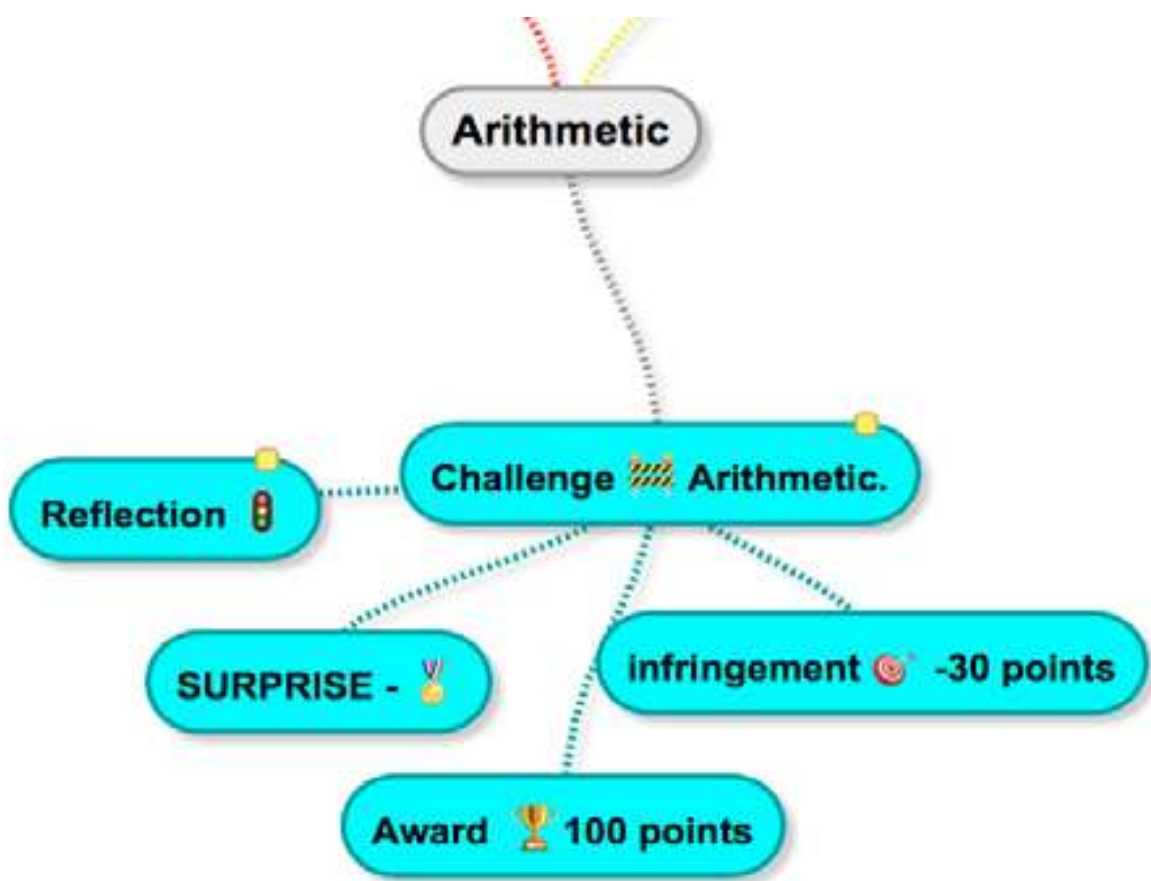 Arithmetic
Challenge 🚧 Arithmetic.
Reflection 🚦
SURPRISE - 🏅
infringement 🎯 -30 points
Award 🏆 100 points